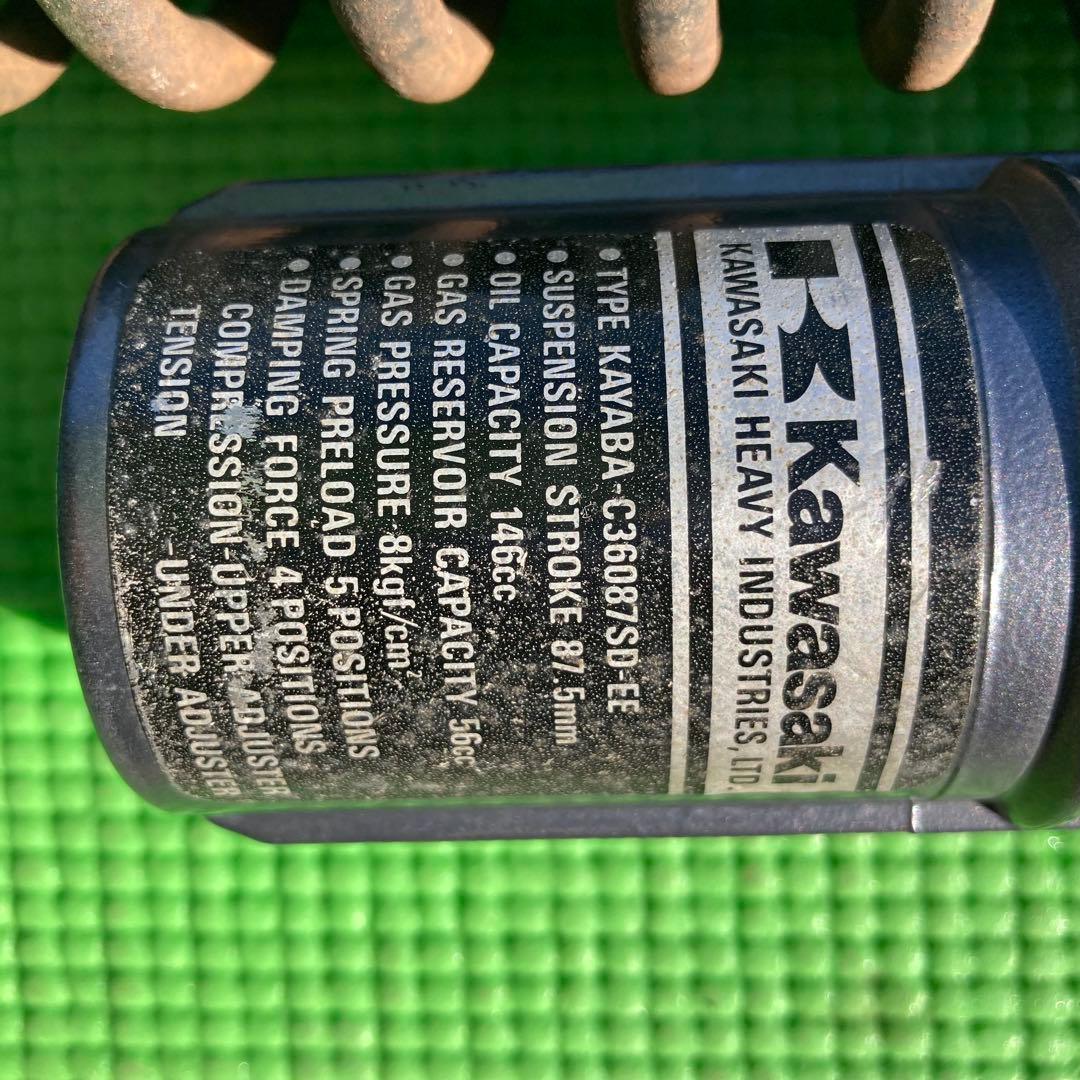 Kawasaki
KAWASAKI HEAVY INDUSTRIES, LTD.
● TYPE KAYABA-C36087SD-EE
● SUSPENSION STROKE 87.5mm
● OIL CAPACITY 146cc
● GAS RESERVOIR CAPACITY 56cc
● GAS PRESSURE 8kgf/cm²
● SPRING PRELOAD 5 POSITIONS
● DAMPING FORCE 4 POSITIONS
COMPRESSION-UPPER ADJUSTER
TENSION -UNDER ADJUSTER